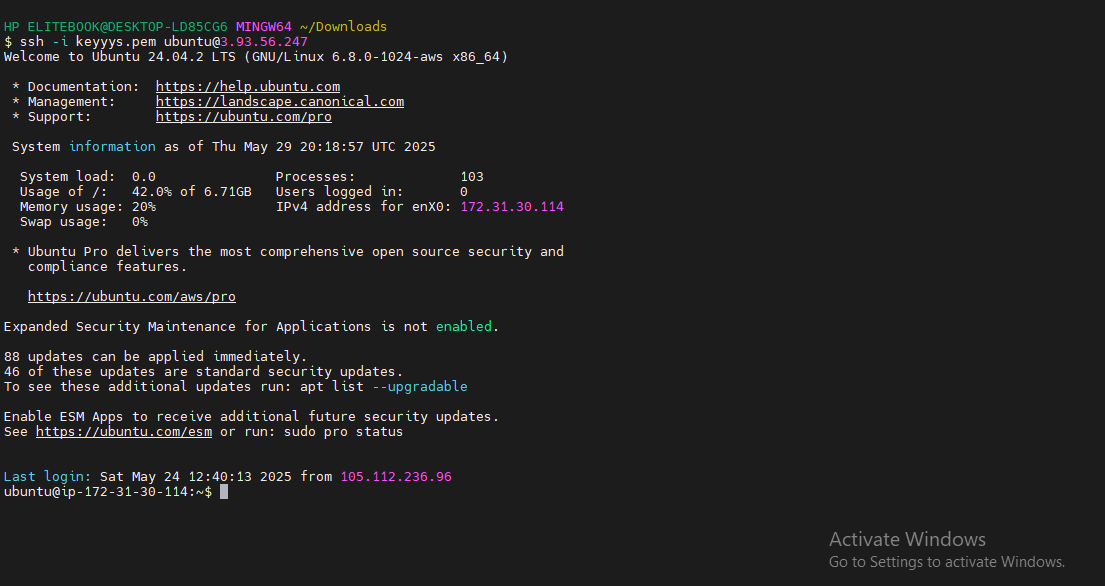 HP ELITEBOOK@DESKTOP-LD85CG6 MINGW64 ~/Downloads
$ ssh -i keyyys.pem ubuntu@3.93.56.247
Welcome to Ubuntu 24.04.2 LTS (GNU/Linux 6.8.0-1024-aws x86_64)

 * Documentation:  https://help.ubuntu.com
 * Management:     https://landscape.canonical.com
 * Support:        https://ubuntu.com/pro

 System information as of Thu May 29 20:18:57 UTC 2025

  System load:  0.0               Processes:             103
  Usage of /:   42.0% of 6.71GB   Users logged in:       0
  Memory usage: 20%               IPv4 address for enX0: 172.31.30.114
  Swap usage:   0%

 * Ubuntu Pro delivers the most comprehensive open source security and
   compliance features.

   https://ubuntu.com/aws/pro

Expanded Security Maintenance for Applications is not enabled.

88 updates can be applied immediately.
46 of these updates are standard security updates.
To see these additional updates run: apt list --upgradable

Enable ESM Apps to receive additional future security updates.
See https://ubuntu.com/esm or run: sudo pro status

Last login: Sat May 24 12:40:13 2025 from 105.112.236.96
ubuntu@ip-172-31-30-114:~$
Activate Windows
Go to Settings to activate Windows.